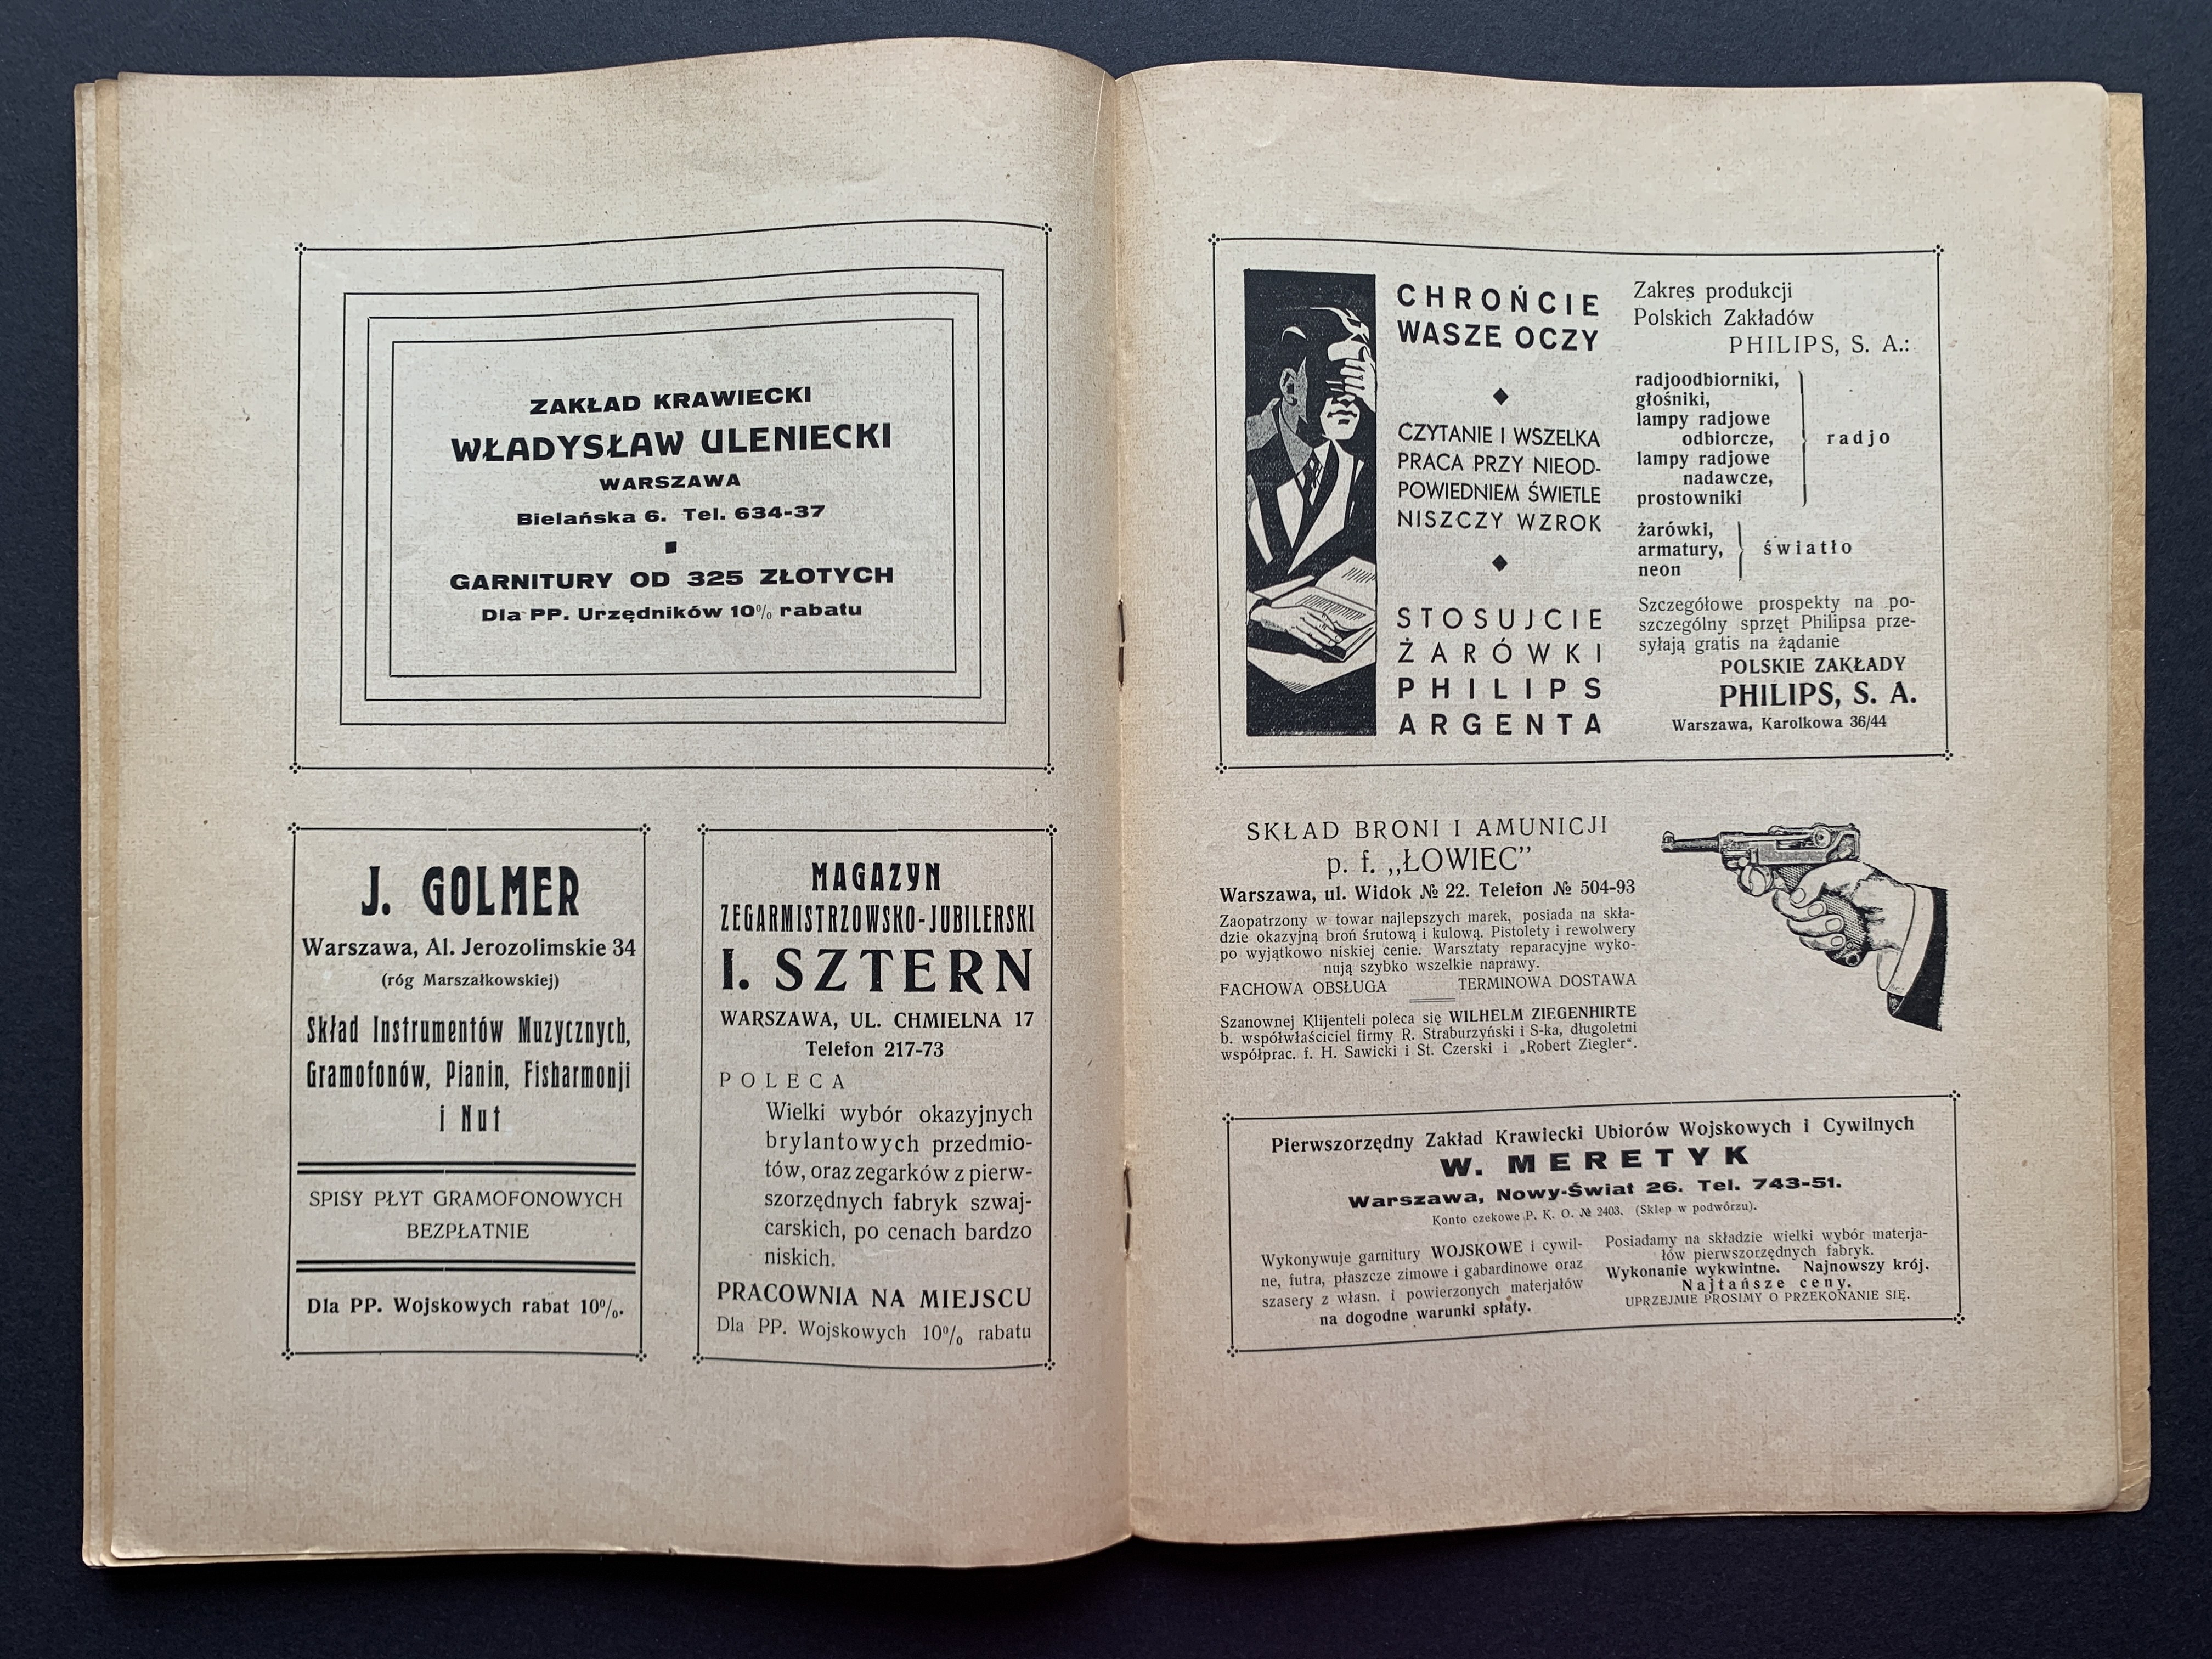 ZAKŁAD KRAWIECKI
WŁADYSŁAW ULENIECKI
WARSZAWA
Bielańska 6. Tel. 634-37
GARNITURY OD 325 ZŁOTYCH
Dla PP. Urzędników 10% rabatu
J. GOLMER
Warszawa, Al. Jerozolimskie 34
(róg Marszałkowskiej)
Skład Instrumentów Muzycznych,
Gramofonów, Pianin, Fisharmonji
i Nut
SPISY PŁYT GRAMOFONOWYCH
BEZPŁATNIE
Dla PP. Wojskowych rabat 10%.
MAGAZYN
ZEGARMISTRZOWSKO-JUBILERSKI
I. SZTERN
WARSZAWA, UL. CHMIELNA 17
Telefon 217-73
POLECA
Wielki wybór okazyjnych
brylantowych przedmio-
tów, oraz zegarków z pierw-
szorzędnych fabryk szwaj-
carskich, po cenach bardzo
niskich.
PRACOWNIA NA MIEJSCU
Dla PP. Wojskowych 10% rabatu
CHROŃCIE
WASZE OCZY
CZYTANIE I WSZELKA
PRACA PRZY NIEOD-
POWIEDNIEM ŚWIETLE
NISZCZY WZROK
STOSUJCIE
ŻARÓWKI
PHILIPS
ARGENTA
Zakres produkcji
Polskich Zakładów
PHILIPS, S. A.:
radjoodbiorniki,
głośniki,
lampy radjowe
odbiorcze,
lampy radjowe
nadawcze,
prostowniki
radjo
żarówki,
armatury,
neon
światło
Szczegółowe prospekty na po-
szczególny sprzęt Philipsa prze-
syłają gratis na żądanie
POLSKIE ZAKŁADY
PHILIPS, S. A.
Warszawa, Karolkowa 36/44
SKŁAD BRONI I AMUNICJI
p. f. „ŁOWIEC”
Warszawa, ul. Widok № 22. Telefon № 504-93
Zaopatrzony w towar najlepszych marek, posiada na skła-
dzie okazyjną broń śrutową i kulową. Pistolety i rewolwery
po wyjątkowo niskiej cenie. Warsztaty reparacyjne wyko-
nują szybko wszelkie naprawy.
FACHOWA OBSŁUGA TERMINOWA DOSTAWA
Szanownej Klijenteli poleca się WILHELM ZIEGENHIRTE
b. współwłaściciel firmy R. Straburzyński i S-ka, długoletni
współprac. f. H. Sawicki i St. Czerski i „Robert Ziegler“.
Pierwszorzędny Zakład Krawiecki Ubiorów Wojskowych i Cywilnych
W. MERETYK
Warszawa, Nowy-Świat 26. Tel. 743-51.
Konto czekowe P. K. O. № 2403. (Sklep w podwórzu).
Wykonywuje garnitury WOJSKOWE i cywil-
ne, futra, płaszcze zimowe i gabardinowe oraz
szasery z własn. i powierzonych materjałów
na dogodne warunki spłaty.
Posiadamy na składzie wielki wybór materja-
łów pierwszorzędnych fabryk.
Wykonanie wykwintne. Najnowszy krój.
Najtańsze ceny.
UPRZEJMIE PROSIMY O PRZEKONANIE SIĘ.